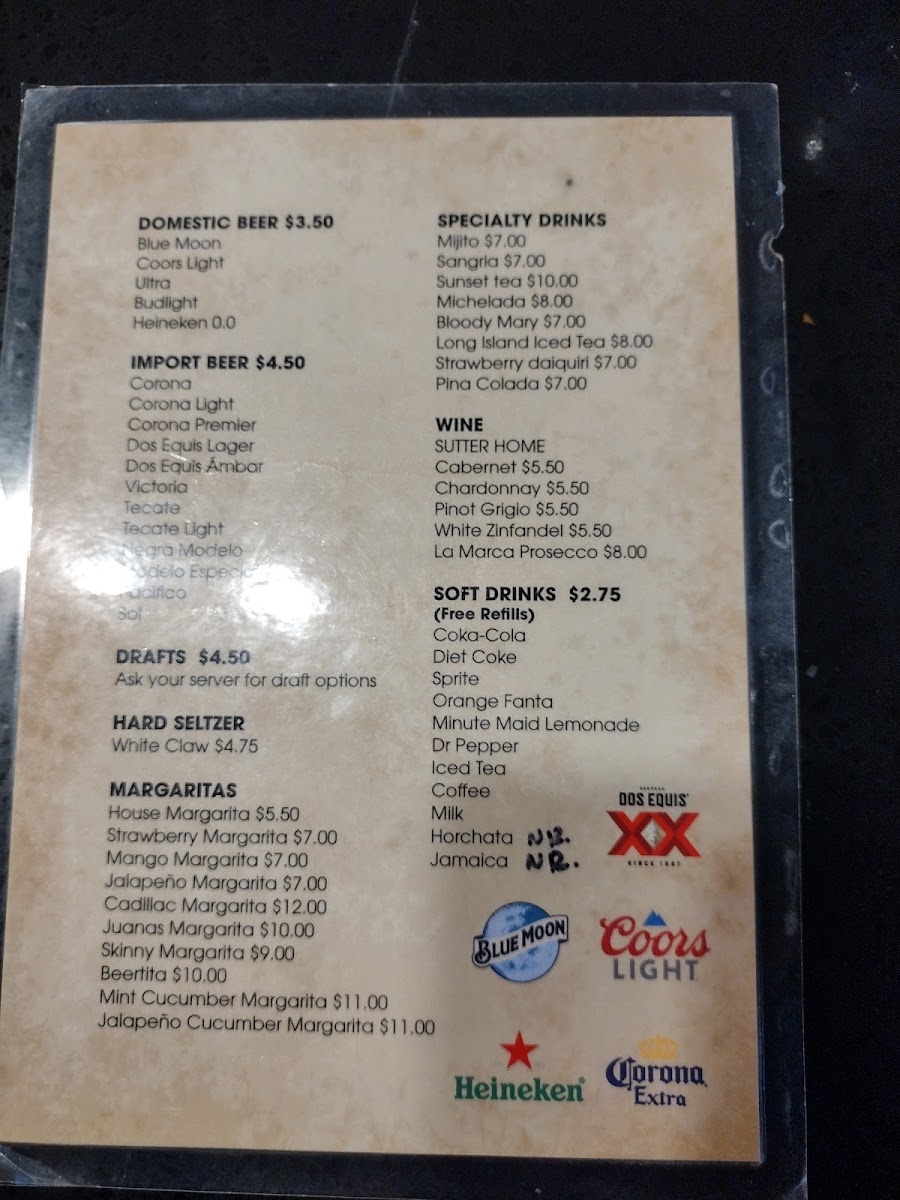 DOMESTIC BEER $3.50
Blue Moon
Coors Light
Ultra
Budlight
Heineken 0.0
IMPORT BEER $4.50
Corona
Corona Light
Corona Premier
Dos Equis Lager
Dos Equis Ámbar
Victoria
Tecate
Tecate Light
Negra Modelo
Modelo Especial
Pacifico
Sol
DRAFTS $4.50
Ask your server for draft options
HARD SELTZER
White Claw $4.75
MARGARITAS
House Margarita $5.50
Strawberry Margarita $7.00
Mango Margarita $7.00
Jalapeño Margarita $7.00
Cadillac Margarita $12.00
Juanas Margarita $10.00
Skinny Margarita $9.00
Beertita $10.00
Mint Cucumber Margarita $11.00
Jalapeño Cucumber Margarita $11.00
SPECIALTY DRINKS
Mijito $7.00
Sangria $7.00
Sunset tea $10.00
Michelada $8.00
Bloody Mary $7.00
Long Island Iced Tea $8.00
Strawberry daiquiri $7.00
Pina Colada $7.00
WINE
SUTTER HOME
Cabernet $5.50
Chardonnay $5.50
Pinot Grigio $5.50
White Zinfandel $5.50
La Marca Prosecco $8.00
SOFT DRINKS $2.75
(Free Refills)
Coka-Cola
Diet Coke
Sprite
Orange Fanta
Minute Maid Lemonade
Dr Pepper
Iced Tea
Coffee
Milk
Horchata
Jamaica NR.
DOS EQUIS
XX
SINCE 1897
BLUE MOON
Coors
LIGHT
Heineken
Corona
Extra